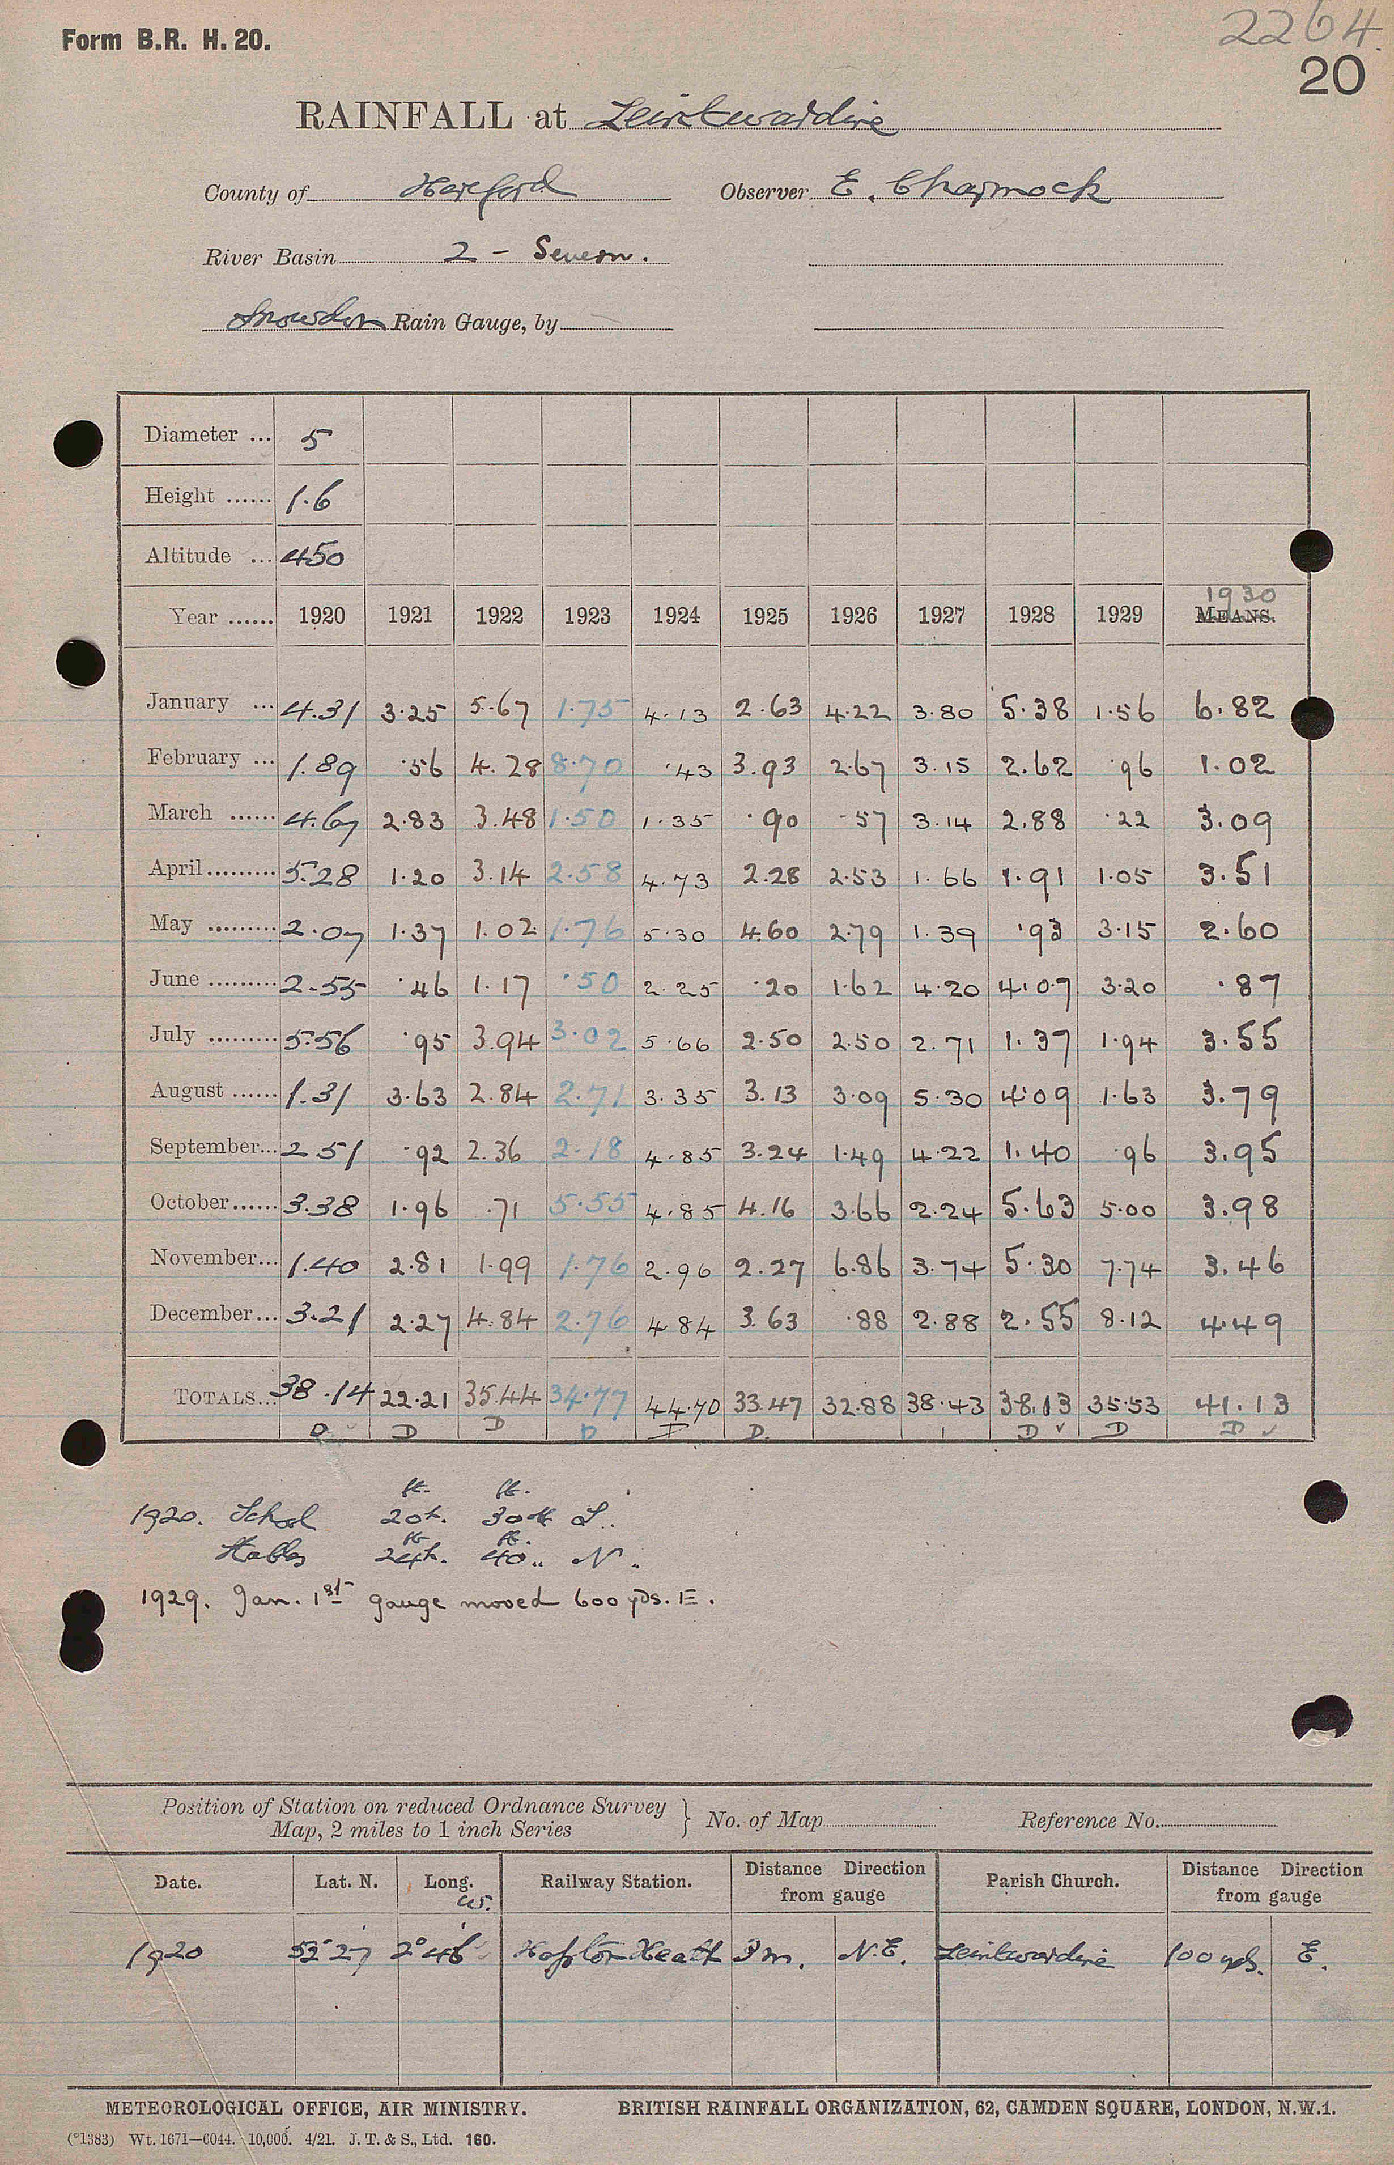 Form B.R. H. 20.
2264.
20
RAINFALL at Leintwardine
County of Hereford Observer E. Charnock
River Basin 2 - Severn.
Snowdon Rain Gauge, by
Diameter ... 5
Height ...... 1.6
Altitude ... 450
1930
Year ...... 1920 1921 1922 1923 1924 1925 1926 1927 1928 1929 MEANS.
January ... 4.31 3.25 5.67 1.75 4.13 2.63 4.22 3.80 5.38 1.56 6.82
February ... 1.89 .56 4.28 8.70 .43 3.93 2.67 3.15 2.62 .96 1.02
March ...... 4.67 2.83 3.48 1.50 1.35 .90 .57 3.14 2.88 .22 3.09
April......... 5.28 1.20 3.14 2.58 4.73 2.28 2.53 1.66 1.91 1.05 3.51
May ......... 2.07 1.37 1.02 1.76 5.30 4.60 2.79 1.39 .93 3.15 2.60
June ......... 2.55 .46 1.17 .50 2.25 .20 1.62 4.20 4.07 3.20 .87
July ......... 5.56 .95 3.94 3.02 5.66 2.50 2.50 2.71 1.37 1.94 3.55
August ...... 1.31 3.63 2.84 2.71 3.35 3.13 3.09 5.30 4.09 1.63 3.79
September... 2.51 .92 2.36 2.18 4.85 3.24 1.49 4.22 1.40 .96 3.95
October...... 3.38 1.96 .71 5.55 4.85 4.16 3.66 2.24 5.63 5.00 3.98
November... 1.40 2.81 1.99 1.76 2.96 2.27 6.86 3.74 5.30 7.74 3.46
December... 3.21 2.27 4.84 2.76 4.84 3.63 .88 2.88 2.55 8.12 4.49
TOTALS... 38.14 22.21 35.44 34.77 44.70 33.47 32.88 38.43 38.13 35.53 41.13
D D D D D. D ✓ D D ✓
ft. ft.
1920. School 20 h. 30 S.
ft. ft.
24 h. 40 .. N.
1929. Jan. 1st gauge moved 600 yds. E.
Position of Station on reduced Ordnance Survey
Map, 2 miles to 1 inch Series } No. of Map Reference No.
Date. Lat. N. Long. W. Railway Station. Distance Direction from gauge Parish Church. Distance Direction from gauge
1920 52° 27' 2° 46' Hopton Heath 3 m. N.E. Leintwardine 100 yds. E.
METEOROLOGICAL OFFICE, AIR MINISTRY. BRITISH RAINFALL ORGANIZATION, 62, CAMDEN SQUARE, LONDON, N.W.1.
(*1383) Wt. 1671—6044. 10,000. 4/21. J. T. & S., Ltd. 160.